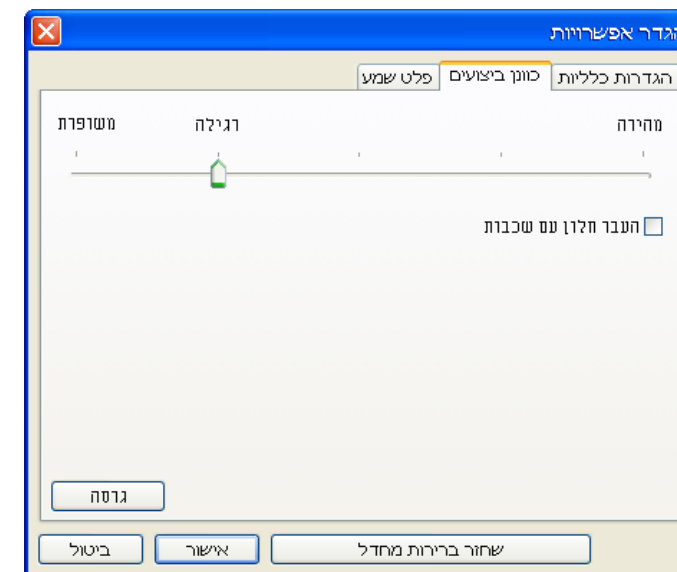 הגדר אפשרויות
הגדרות כלליות
כוונן ביצועים
פלט שמע
מהירה
רגילה
משופרת
העבר חלון עם שכבות
גרסה
שחזר ברירות מחדל
אישור
ביטול